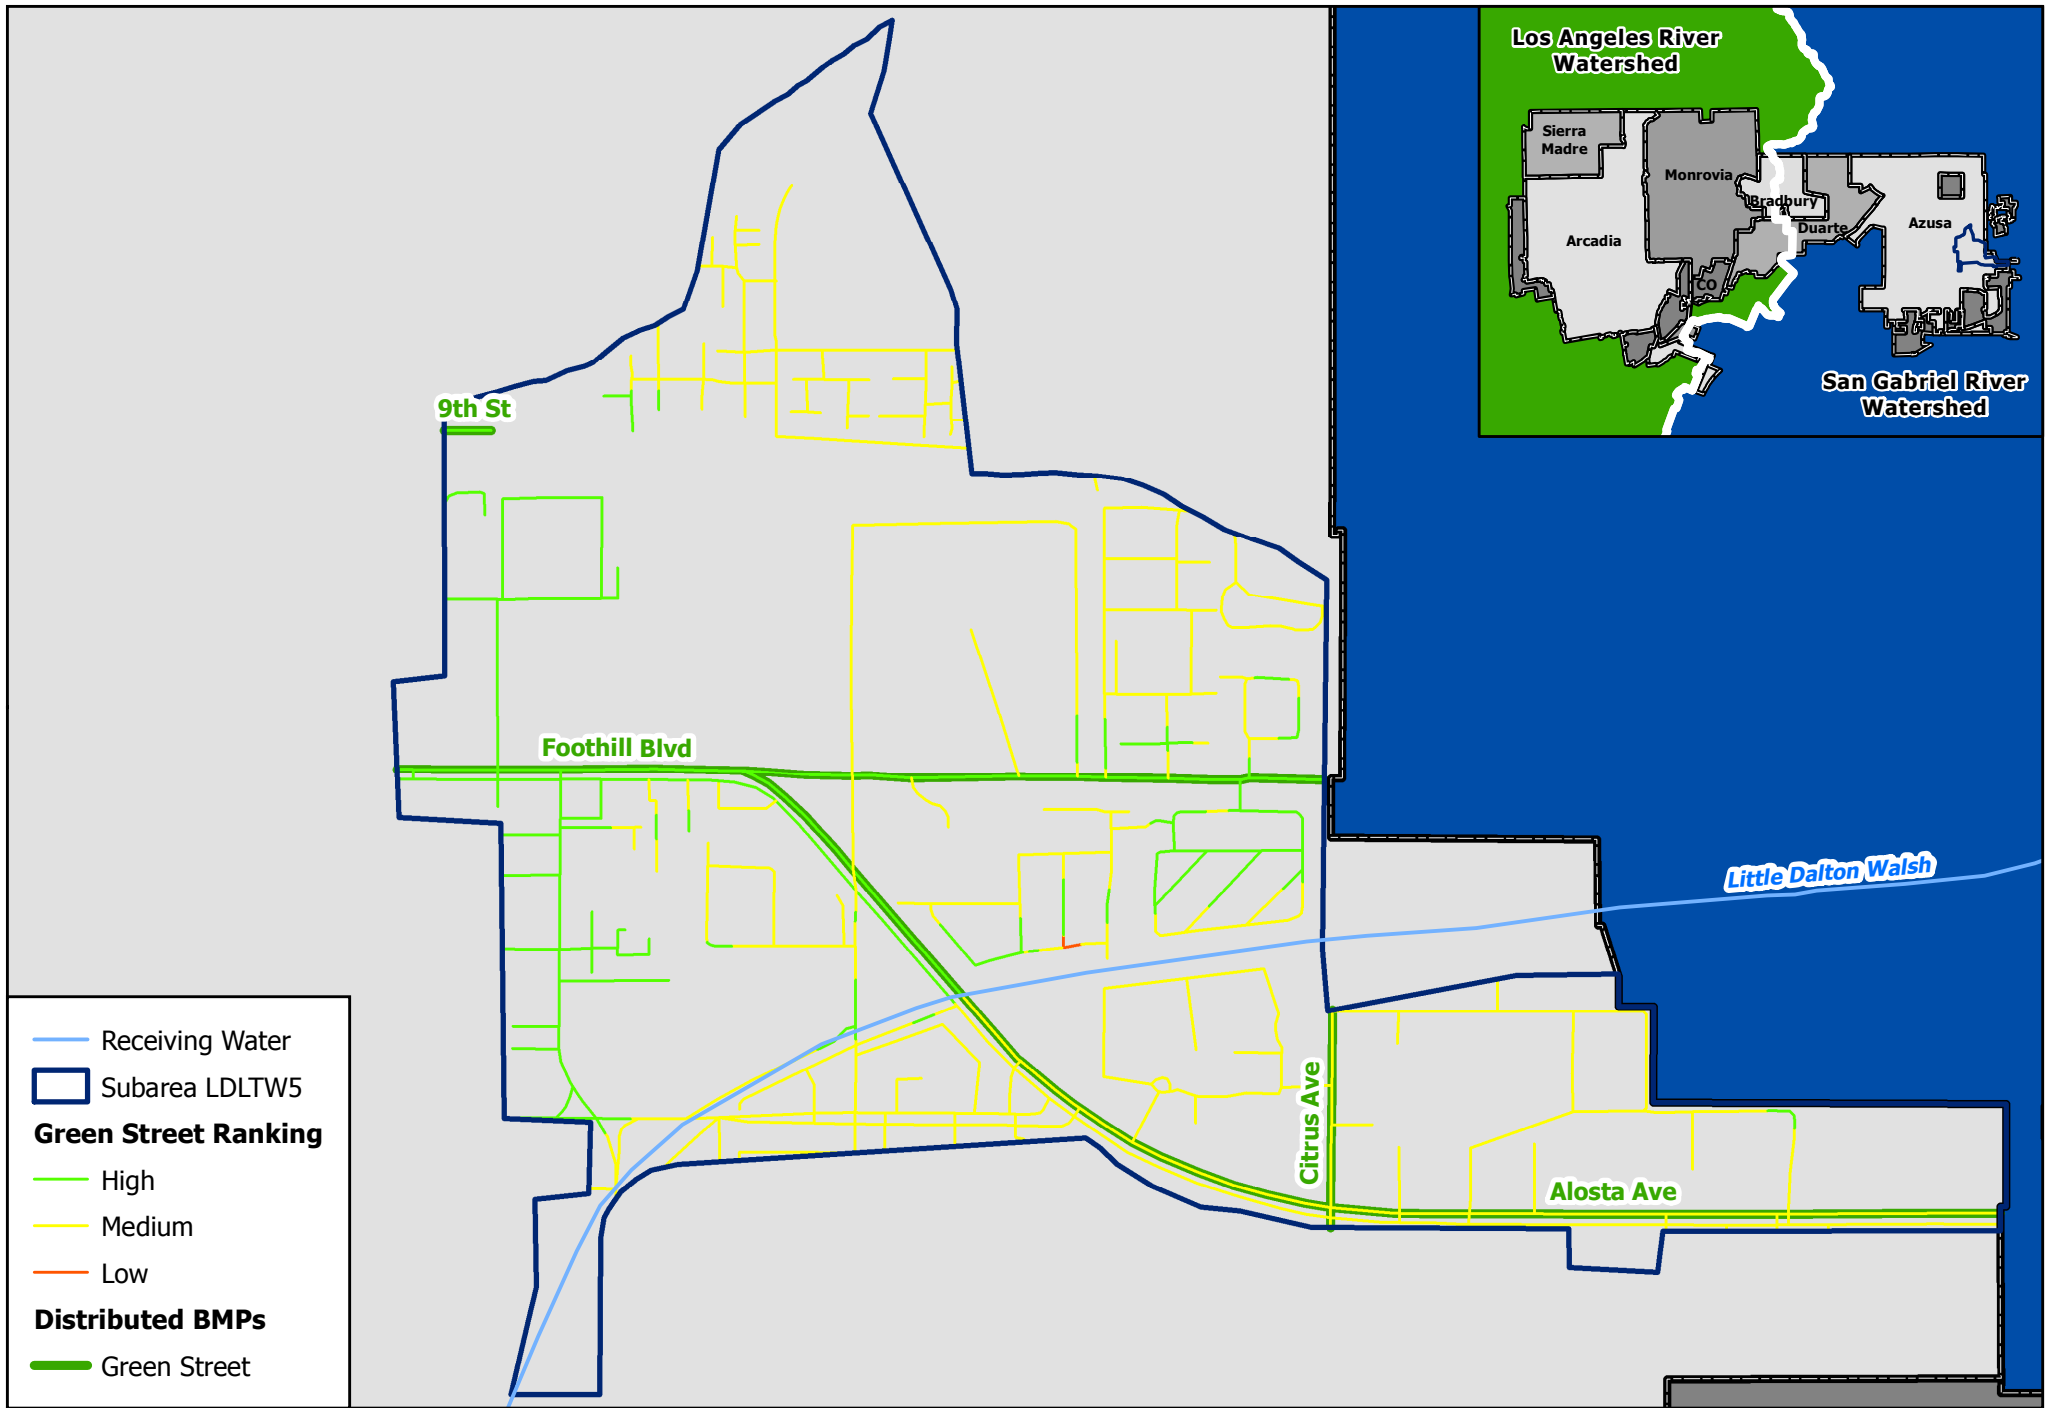 Los Angeles River
Watershed
Sierra
Madre
Monrovia
Bradbury
Arcadia
Duarte
Azusa
CO
San Gabriel River
Watershed
9th St
Foothill Blvd
Little Dalton Walsh
Citrus Ave
Alosta Ave
Receiving Water
Subarea LDLTW5
Green Street Ranking
High
Medium
Low
Distributed BMPs
Green Street